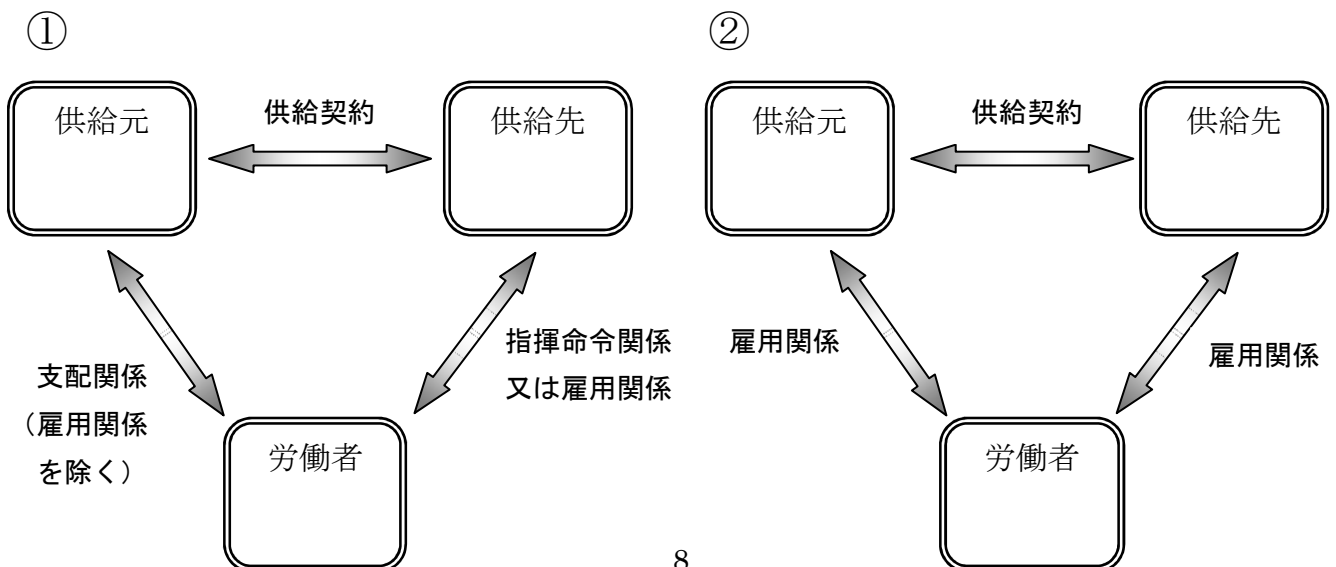 ①
供給元
供給契約
供給先
支配関係
（雇用関係
を除く）
指揮命令関係
又は雇用関係
労働者
②
供給元
供給契約
供給先
雇用関係
雇用関係
労働者
8